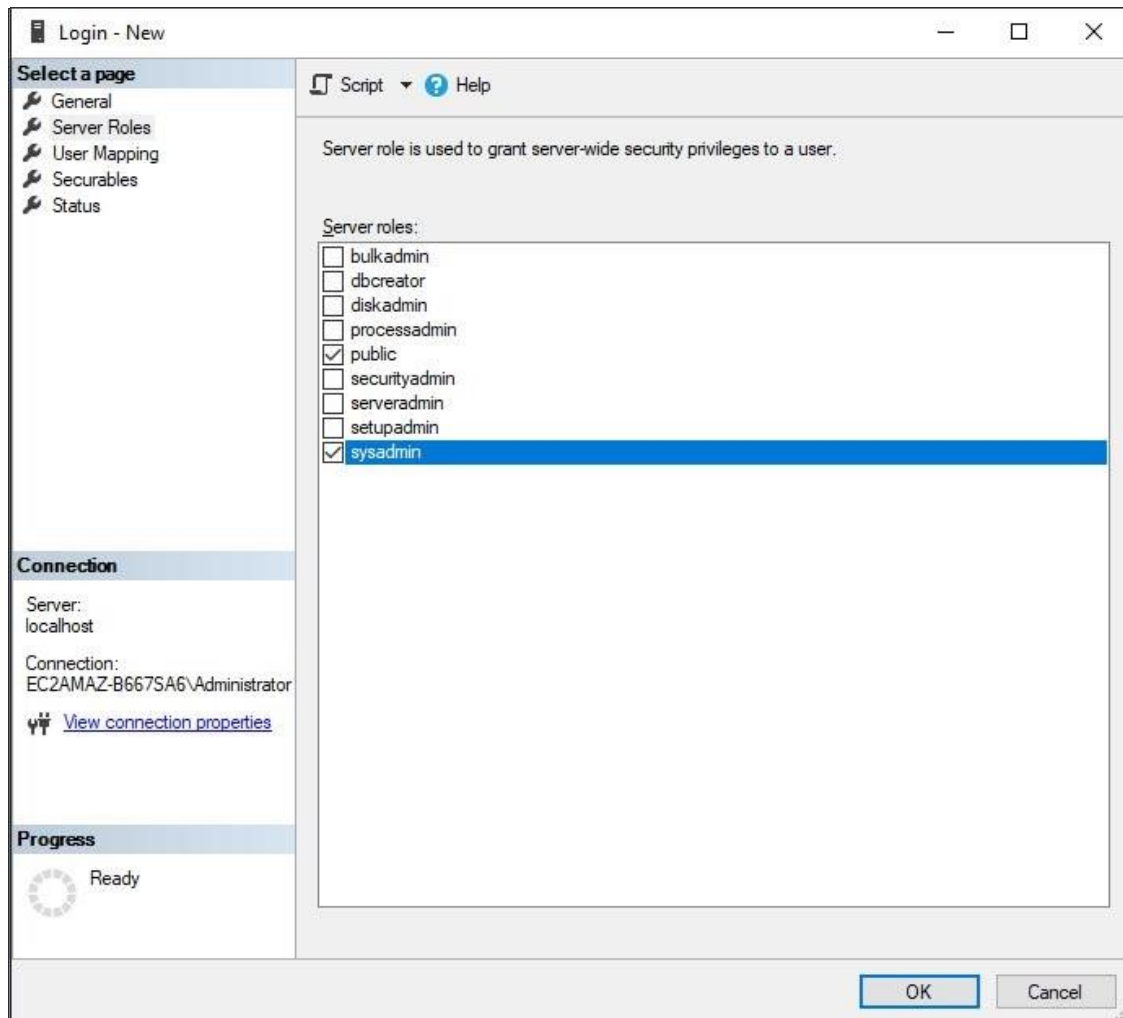 Login - New
Select a page
General
Server Roles
User Mapping
Securables
Status
Script
Help
Server role is used to grant server-wide security privileges to a user.
Server roles:
bulkadmin
dbcreator
diskadmin
processadmin
public
securityadmin
serveradmin
setupadmin
sysadmin
Connection
Server:
localhost
Connection:
EC2AMAZ-B667SA6\Administrator
View connection properties
Progress
Ready
OK
Cancel